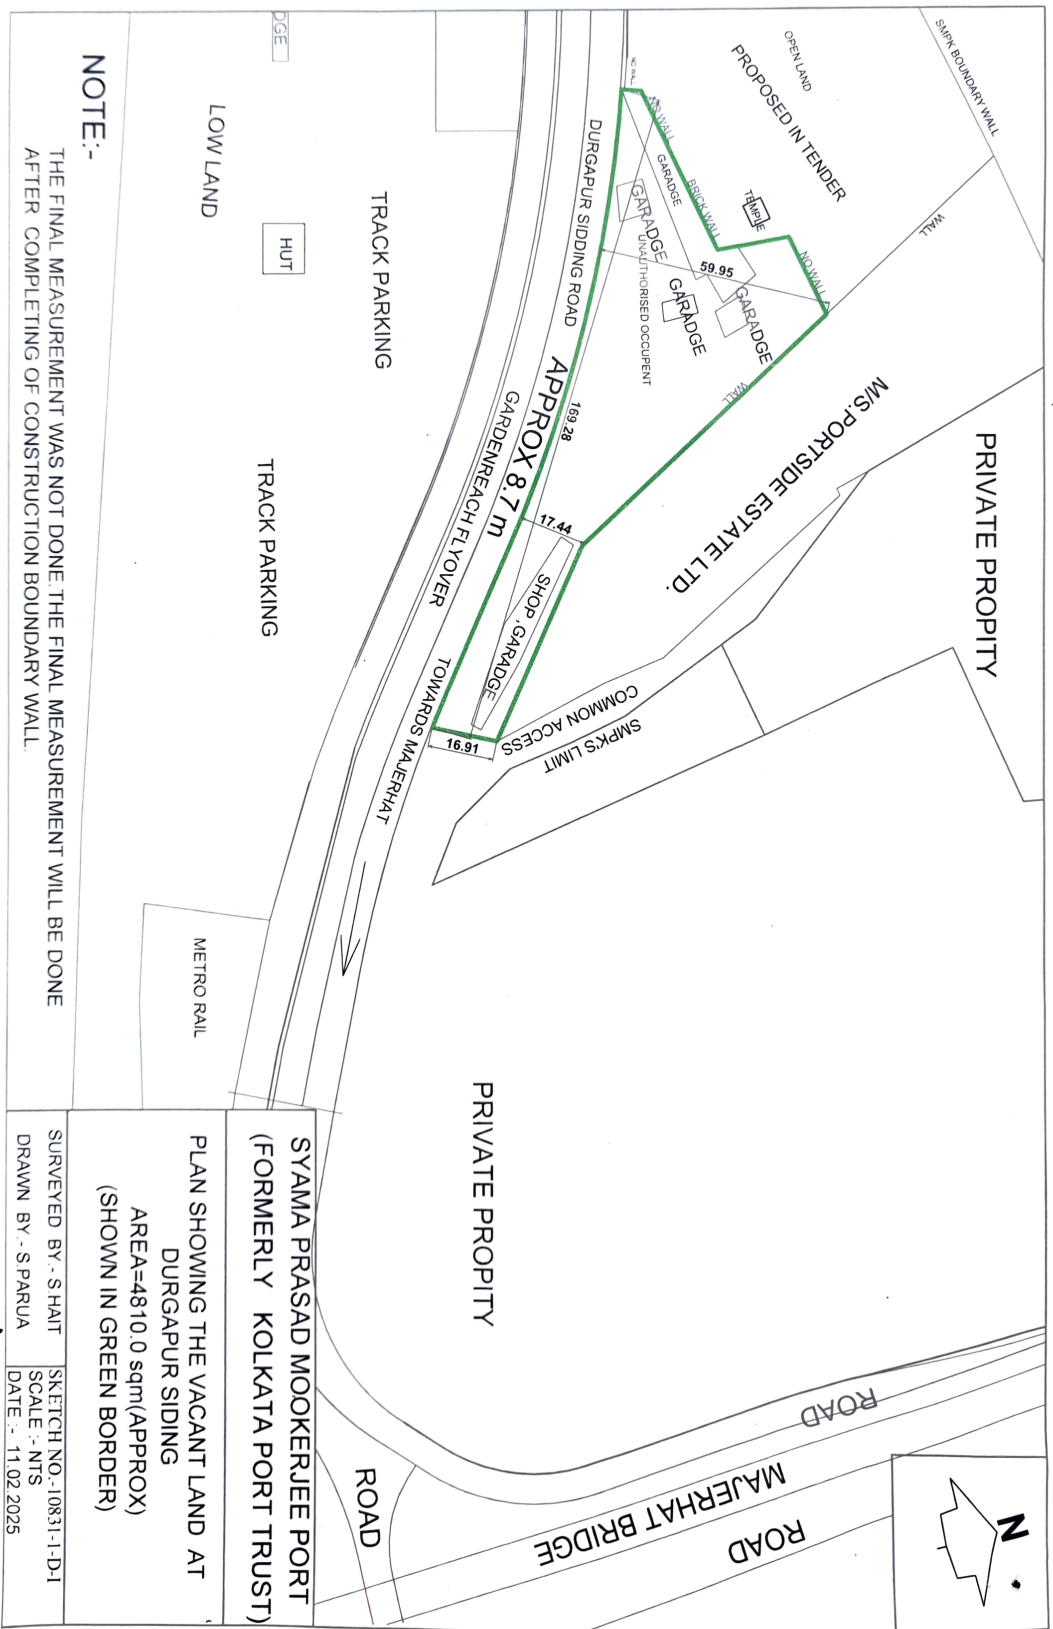 SMPK BOUNDARY WALL
OPEN LAND
PROPOSED IN TENDER
WALL
TEMPLE
NO WALL
NO WALL
NO WALL
BRICK WALL
GARADGE
GARADGE
GARADGE
GARADGE
UNAUTHORISED OCCUPENT
59.95
WALL
M/S.PORTSIDE ESTATE LTD.
PRIVATE PROPITY
DURGAPUR SIDDING ROAD
169.28
APPROX 8.7 m
17.44
SHOP , GARADGE
16.91
COMMON ACCESS
SMPK'S LIMIT
GARDENREACH FLYOVER
TOWARDS MAJERHAT
DGE
LOW LAND
HUT
TRACK PARKING
TRACK PARKING
METRO RAIL
PRIVATE PROPITY
ROAD
MAJERHAT BRIDGE
ROAD
ROAD
N
NOTE:-
THE FINAL MEASUREMENT WAS NOT DONE.THE FINAL MEASUREMENT WILL BE DONE
AFTER COMPLETING OF CONSTRUCTION BOUNDARY WALL.
SYAMA PRASAD MOOKERJEE PORT
(FORMERLY KOLKATA PORT TRUST)
PLAN SHOWING THE VACANT LAND AT
DURGAPUR SIDING
AREA=4810.0 sqm(APPROX)
(SHOWN IN GREEN BORDER)
SURVEYED BY.- S.HAIT
DRAWN BY.- S.PARUA
SKETCH NO.-10831-1-D-I
SCALE :- NTS
DATE :- 11.02.2025